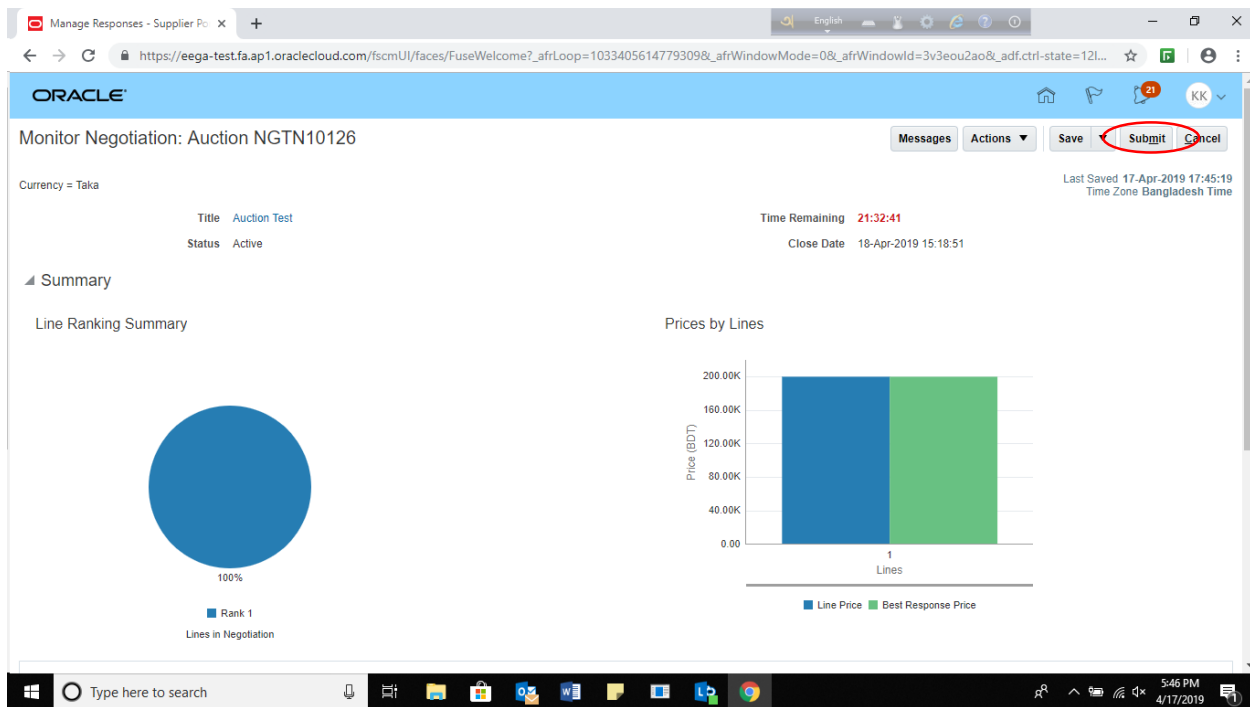 Manage Responses - Supplier Po
অ English
https://eega-test.fa.ap1.oraclecloud.com/fscmUI/faces/FuseWelcome?_afrLoop=1033405614779309&_afrWindowMode=0&_afrWindowId=3v3eou2ao&_adf.ctrl-state=12l...
ORACLE
21
KK
Monitor Negotiation: Auction NGTN10126
Messages Actions Save Submit Cancel
Currency = Taka
Last Saved 17-Apr-2019 17:45:19
Time Zone Bangladesh Time
Title Auction Test
Time Remaining 21:32:41
Status Active
Close Date 18-Apr-2019 15:18:51
Summary
Line Ranking Summary
Prices by Lines
200.00K
160.00K
120.00K
80.00K
40.00K
0.00
Price (BDT)
1
Lines
100%
Line Price Best Response Price
Rank 1
Lines in Negotiation
Type here to search
5:46 PM
4/17/2019
1